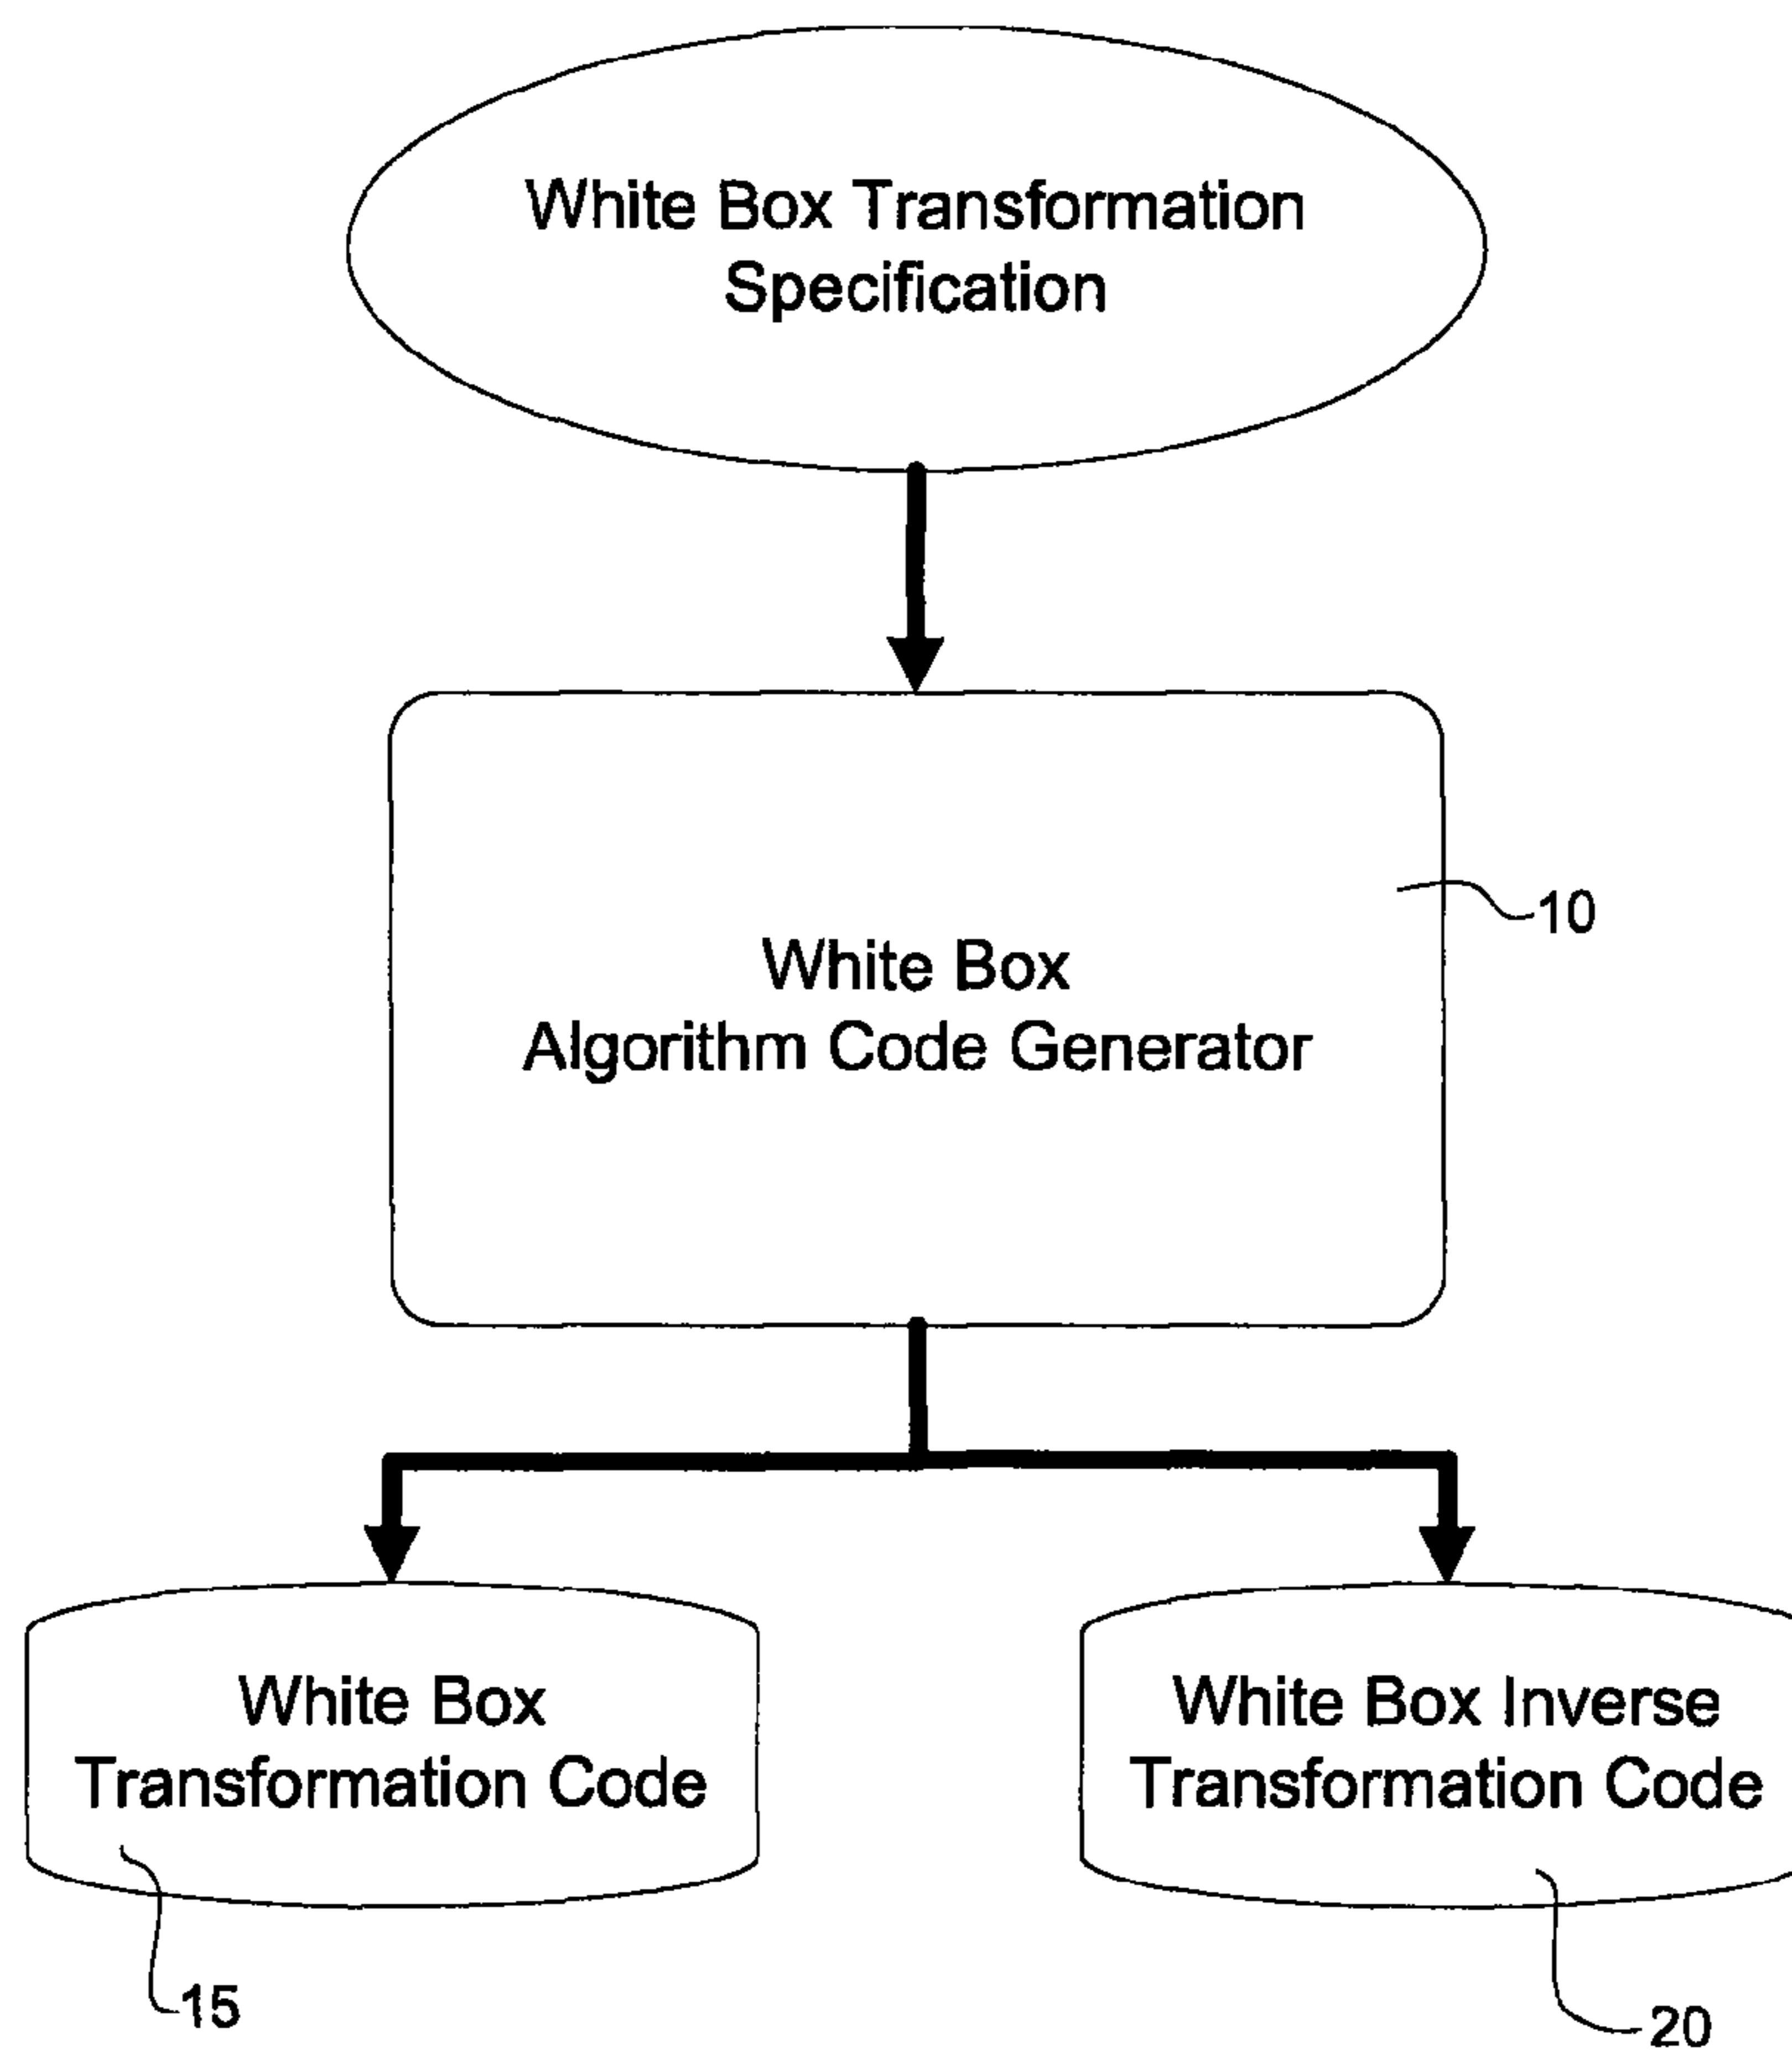 White Box Transformation
Specification
10
White Box
Algorithm Code Generator
White Box
Transformation Code
White Box Inverse
Transformation Code
15
20